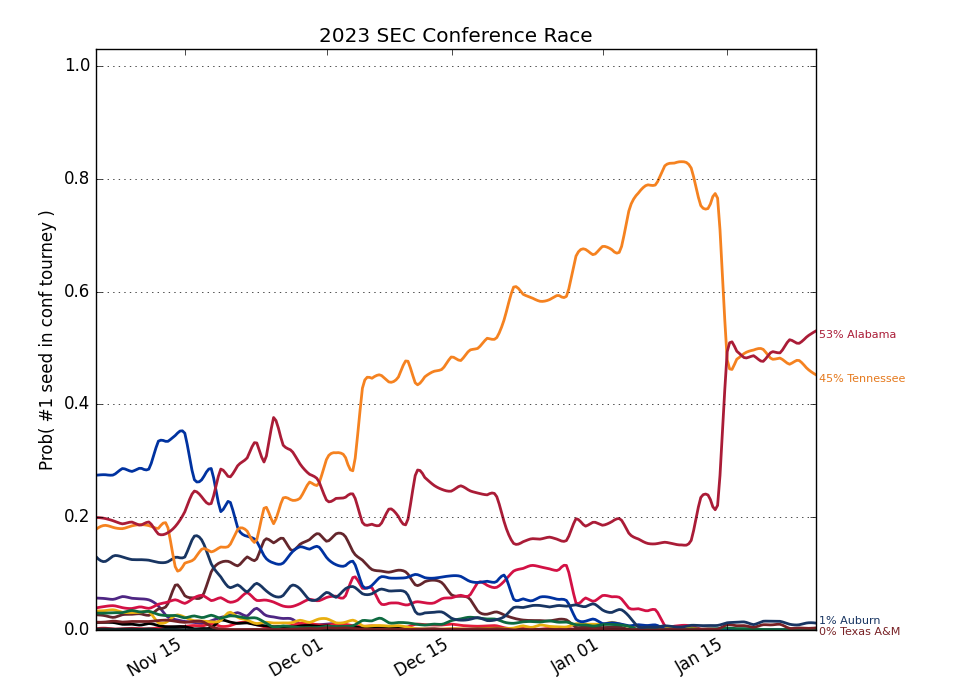 2023 SEC Conference Race
Prob( #1 seed in conf tourney )
1.0
0.8
0.6
0.4
0.2
0.0
Nov 15
Dec 01
Dec 15
Jan 01
Jan 15
53% Alabama
45% Tennessee
1% Auburn
0% Texas A&M